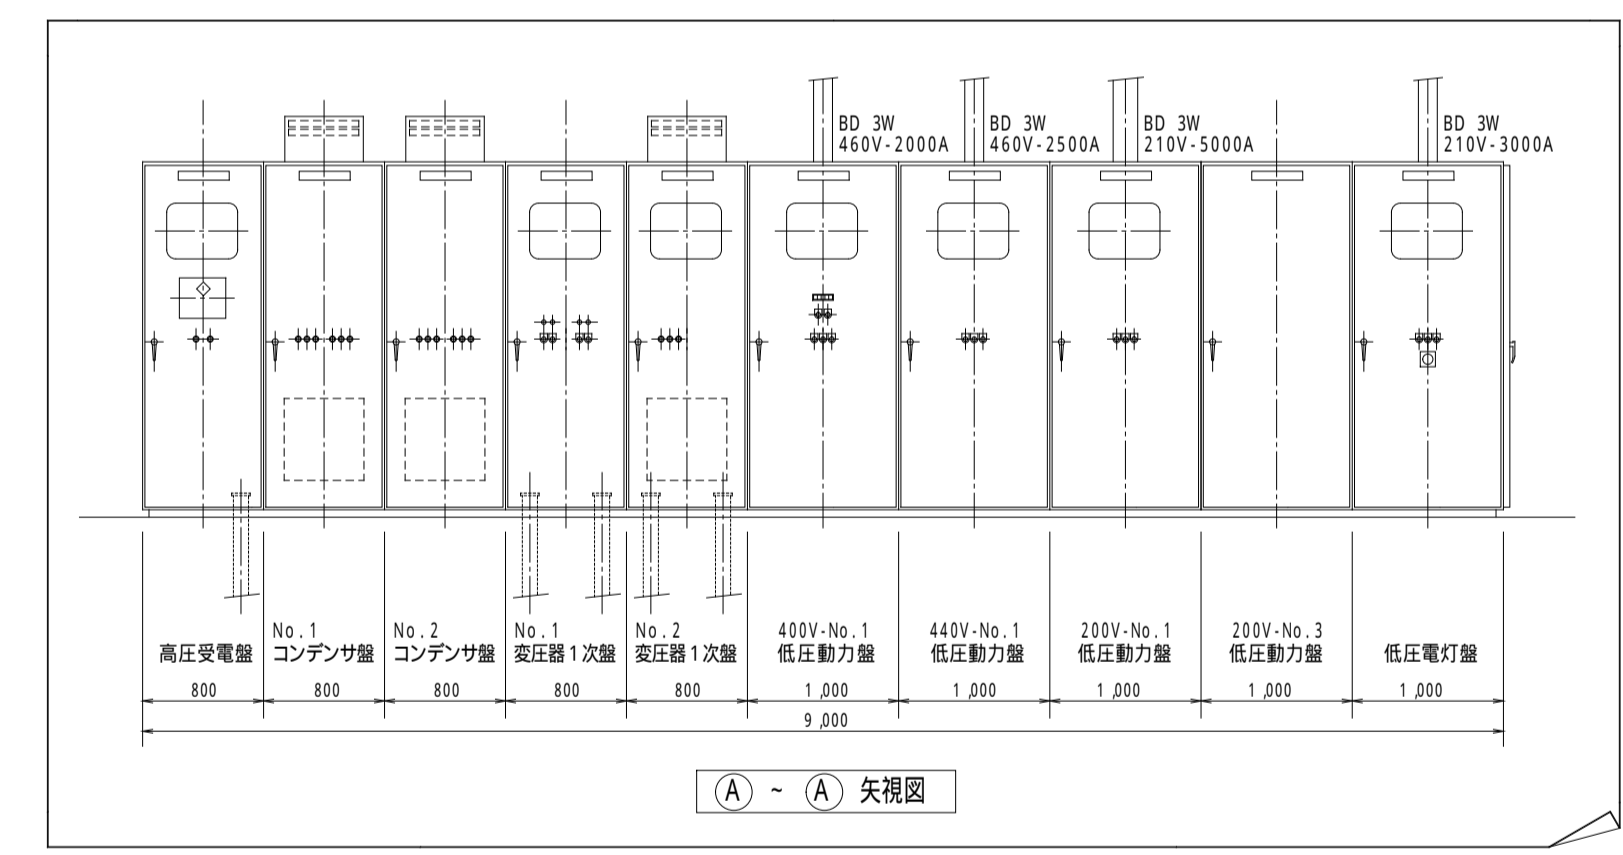 BD 3W
460V-2000A
BD 3W
460V-2500A
BD 3W
210V-5000A
BD 3W
210V-3000A
高圧受電盤
No.1
コンデンサ盤
No.2
コンデンサ盤
No.1
変圧器1次盤
No.2
変圧器1次盤
400V-No.1
低圧動力盤
440V-No.1
低圧動力盤
200V-No.1
低圧動力盤
200V-No.3
低圧動力盤
低圧電灯盤
800
800
800
800
800
1,000
1,000
1,000
1,000
1,000
9,000
Ⓐ ~ Ⓐ 矢視図